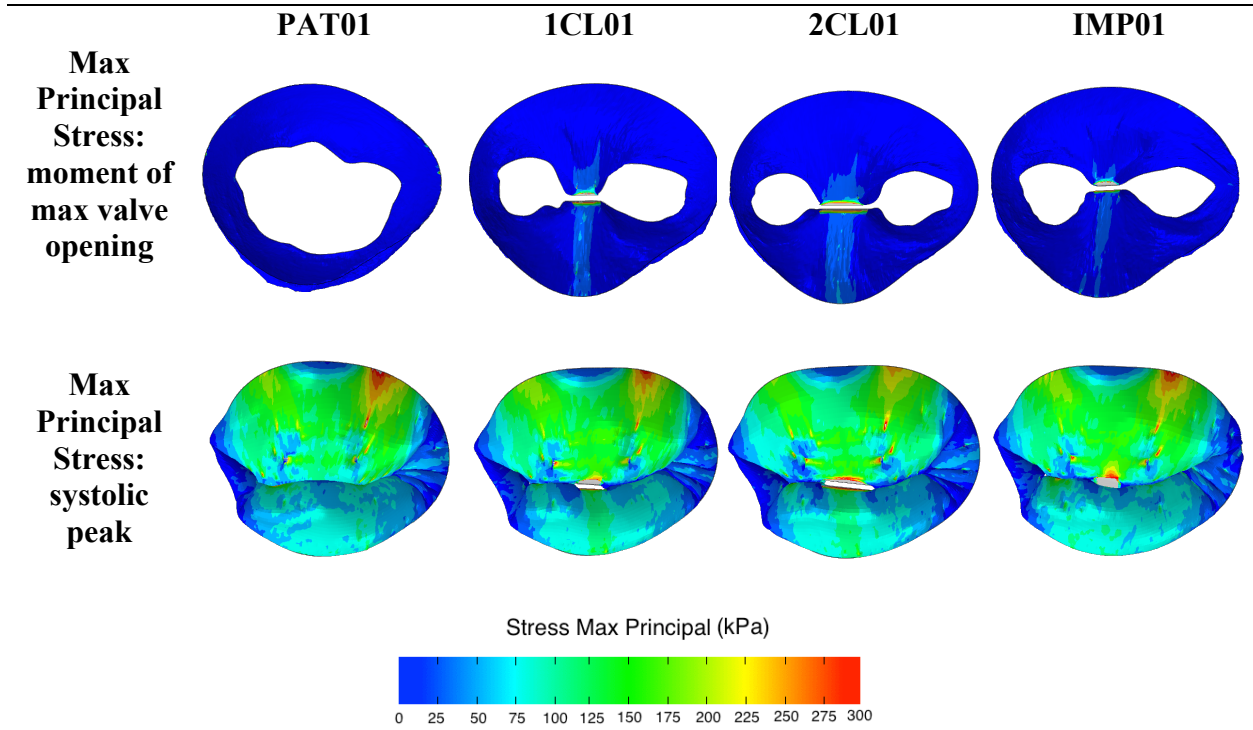 PAT01 1CL01 2CL01 IMP01
Max
Principal
Stress:
moment of
max valve
opening
Max
Principal
Stress:
systolic
peak
Stress Max Principal (kPa)
0 25 50 75 100 125 150 175 200 225 250 275 300